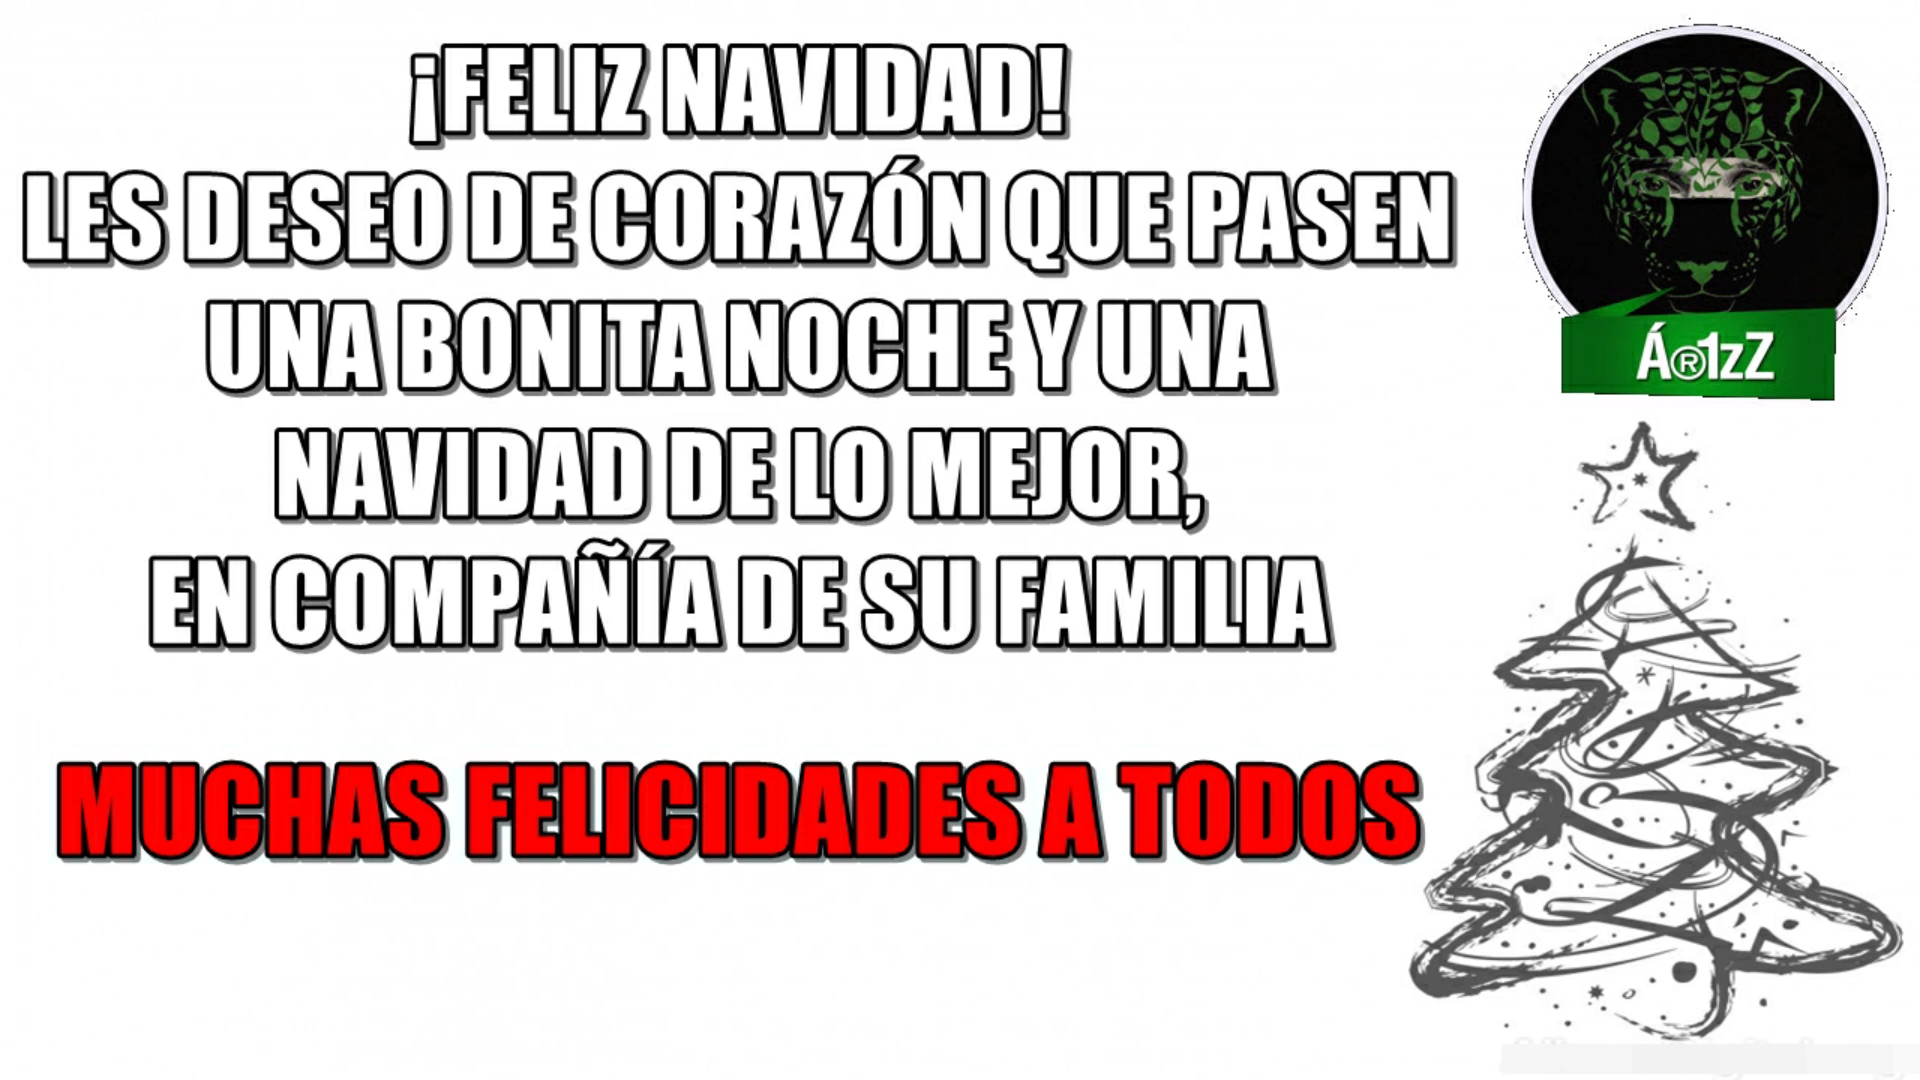 ¡FELIZ NAVIDAD!
LES DESEO DE CORAZÓN QUE PASEN
UNA BONITA NOCHE Y UNA
NAVIDAD DE LO MEJOR,
EN COMPAÑÍA DE SU FAMILIA
MUCHAS FELICIDADES A TODOS
Á®1zZ